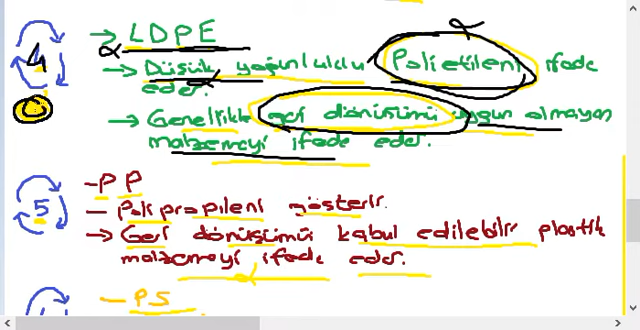 4
→ LDPE
→ Düşük yoğunluklu Polietileni ifade
eder.
→ Genellikle geri dönüşümü uygun olmayan
malzemeyi ifade eder.
5
- PP
- Polipropileni gösterir.
→ Geri dönüşümü kabul edilebilir plastik
malzemeyi ifade eder.
- PS